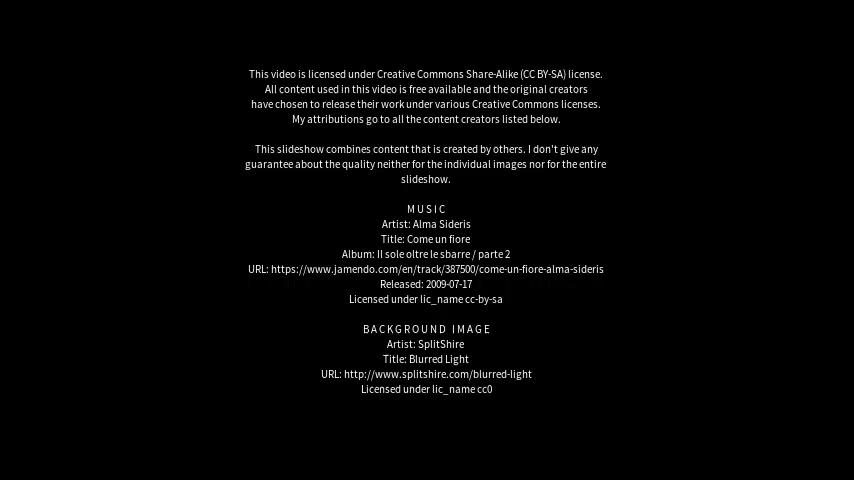 This video is licensed under Creative Commons Share-Alike (CC BY-SA) license.
All content used in this video is free available and the original creators
have chosen to release their work under various Creative Commons licenses.
My attributions go to all the content creators listed below.
This slideshow combines content that is created by others. I don't give any
guarantee about the quality neither for the individual images nor for the entire
slideshow.
MUSIC
Artist: Alma Sideris
Title: Come un fiore
Album: Il sole oltre le sbarre / parte 2
URL: https://www.jamendo.com/en/track/387500/come-un-fiore-alma-sideris
Released: 2009-07-17
Licensed under lic_name cc-by-sa
BACKGROUND IMAGE
Artist: SplitShire
Title: Blurred Light
URL: http://www.splitshire.com/blurred-light
Licensed under lic_name cc0